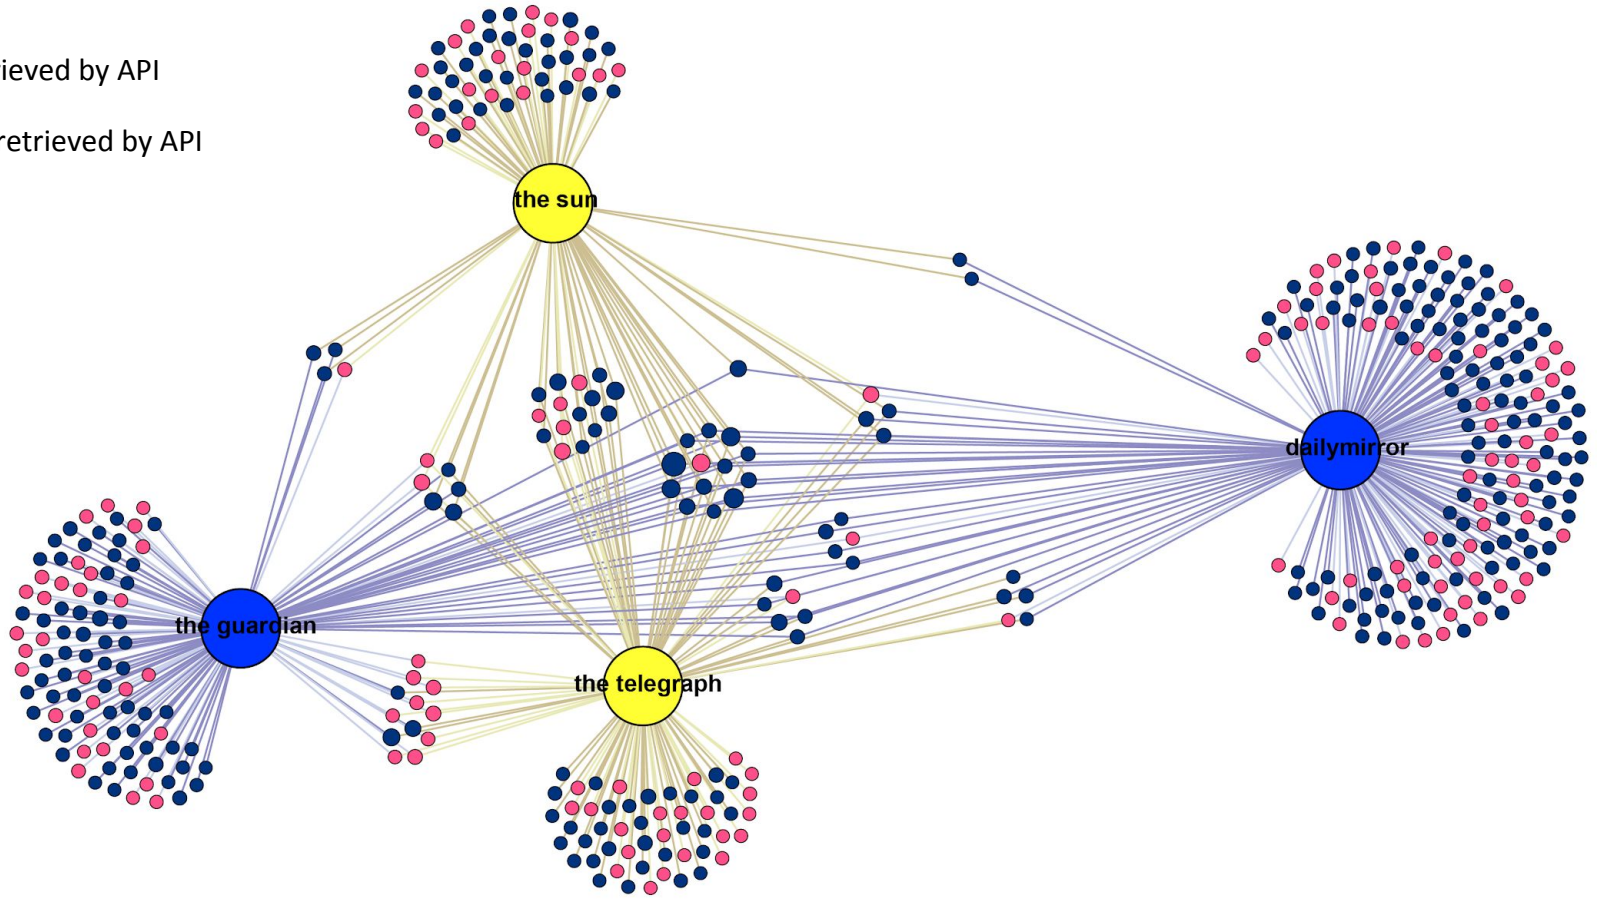 ieved by API
retrieved by API
the sun
dailymirror
the guardian
the telegraph